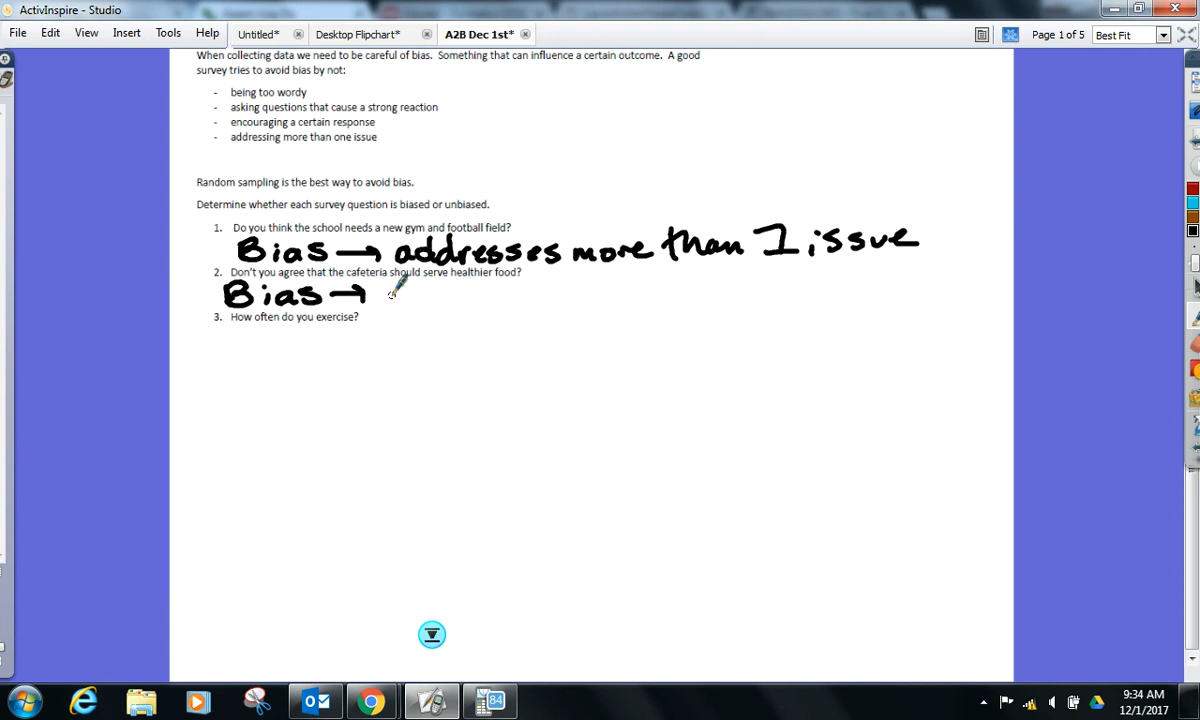 ActivInspire - Studio
File Edit View Insert Tools Help Untitled* Desktop Flipchart* A2B Dec 1st* Page 1 of 5 Best Fit
When collecting data we need to be careful of bias. Something that can influence a certain outcome. A good
survey tries to avoid bias by not:
- being too wordy
- asking questions that cause a strong reaction
- encouraging a certain response
- addressing more than one issue
Random sampling is the best way to avoid bias.
Determine whether each survey question is biased or unbiased.
1. Do you think the school needs a new gym and football field?
Bias → addresses more than 1 issue
2. Don't you agree that the cafeteria should serve healthier food?
Bias →
3. How often do you exercise?
84
9:34 AM
12/1/2017